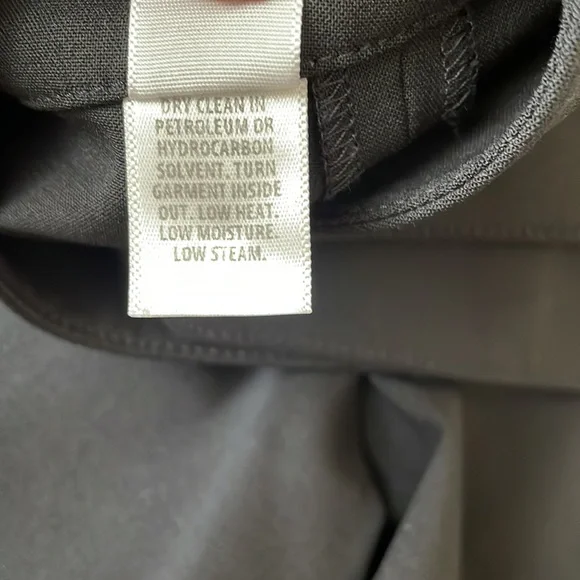 DRY CLEAN IN
PETROLEUM OR
HYDROCARBON
SOLVENT. TURN
GARMENT INSIDE
OUT. LOW HEAT.
LOW MOISTURE.
LOW STEAM.